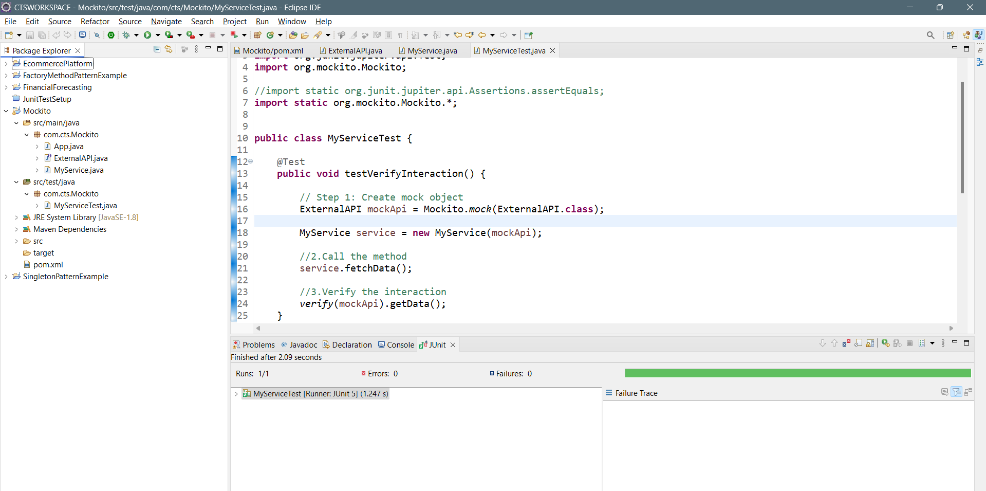 CTSWORKSPACE - Mockito/src/test/java/com/cts/Mockito/MyServiceTest.java - Eclipse IDE
File Edit Source Refactor Source Navigate Search Project Run Window Help
Package Explorer
EcommercePlatform
FactoryMethodPatternExample
FinancialForecasting
JunitTestSetup
Mockito
src/main/java
com.cts.Mockito
App.java
ExternalAPI.java
MyService.java
src/test/java
com.cts.Mockito
MyServiceTest.java
JRE System Library [JavaSE-1.8]
Maven Dependencies
src
target
pom.xml
SingletonPatternExample
Mockito/pom.xml ExternalAPI.java MyService.java MyServiceTest.java
4 import org.mockito.Mockito;
5
6 //import static org.junit.jupiter.api.Assertions.assertEquals;
7 import static org.mockito.Mockito.*;
8
9
10 public class MyServiceTest {
11
12 @Test
13 public void testVerifyInteraction() {
14
15 // Step 1: Create mock object
16 ExternalAPI mockApi = Mockito.mock(ExternalAPI.class);
17
18 MyService service = new MyService(mockApi);
19
20 //2.Call the method
21 service.fetchData();
22
23 //3.Verify the interaction
24 verify(mockApi).getData();
25 }
Problems Javadoc Declaration Console JUnit
Finished after 2.09 seconds
Runs: 1/1 Errors: 0 Failures: 0
MyServiceTest [Runner: JUnit 5] (1.247 s)
Failure Trace